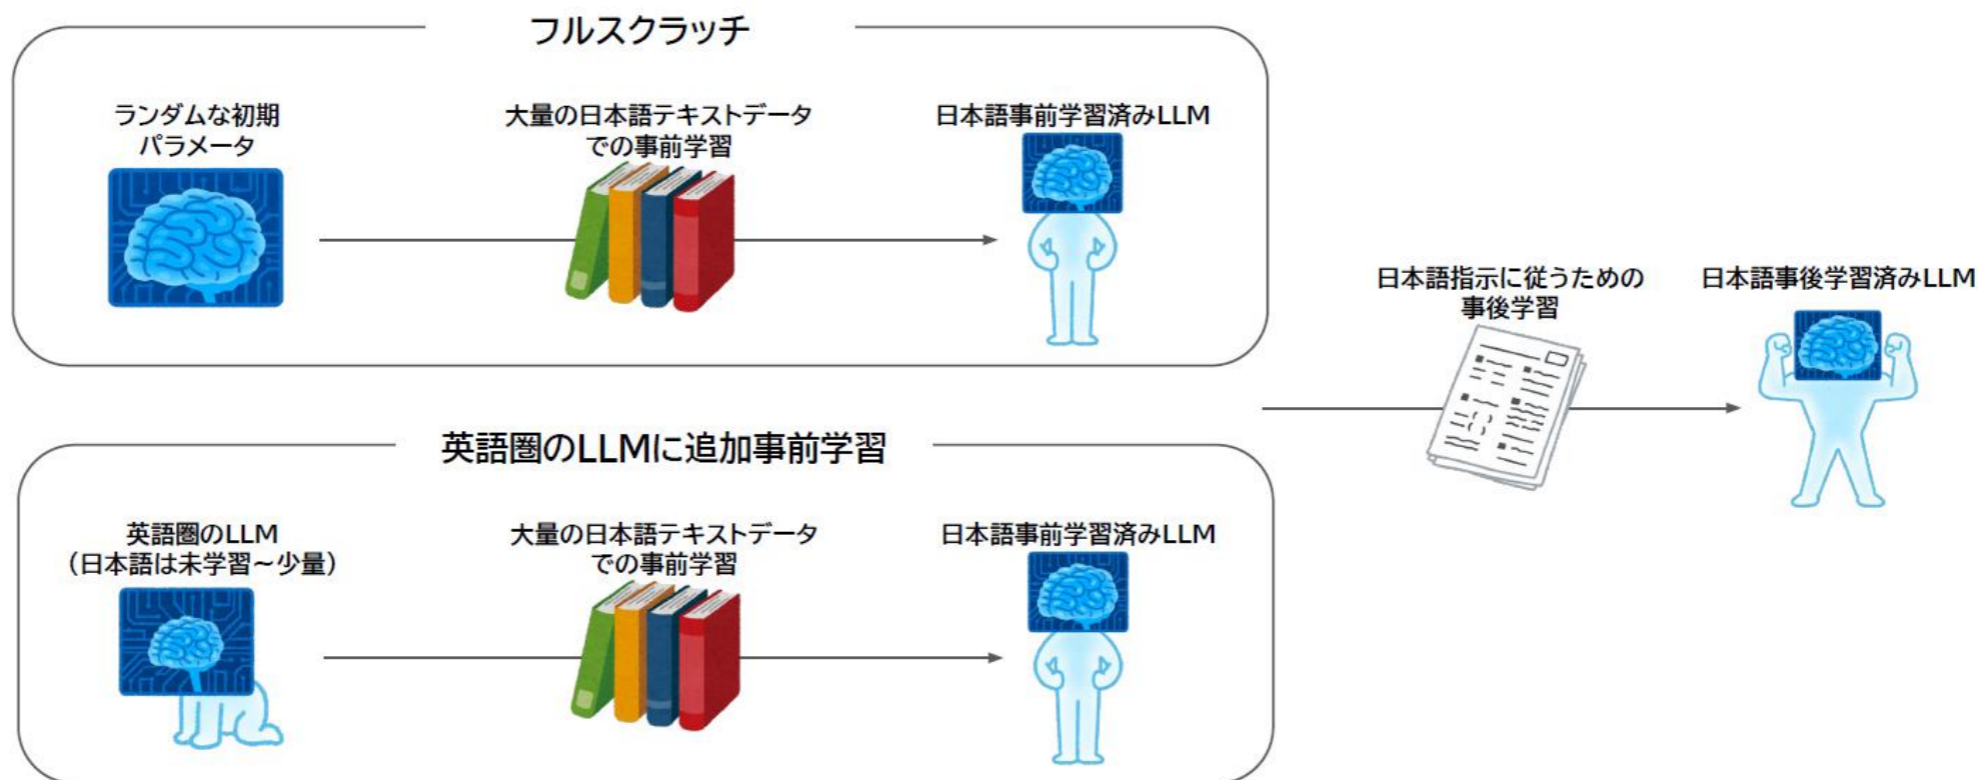 フルスクラッチ
ランダムな初期
パラメータ
大量の日本語テキストデータ
での事前学習
日本語事前学習済みLLM
英語圏のLLMに追加事前学習
英語圏のLLM
(日本語は未学習~少量)
大量の日本語テキストデータ
での事前学習
日本語事前学習済みLLM
日本語指示に従うための
事後学習
日本語事後学習済みLLM